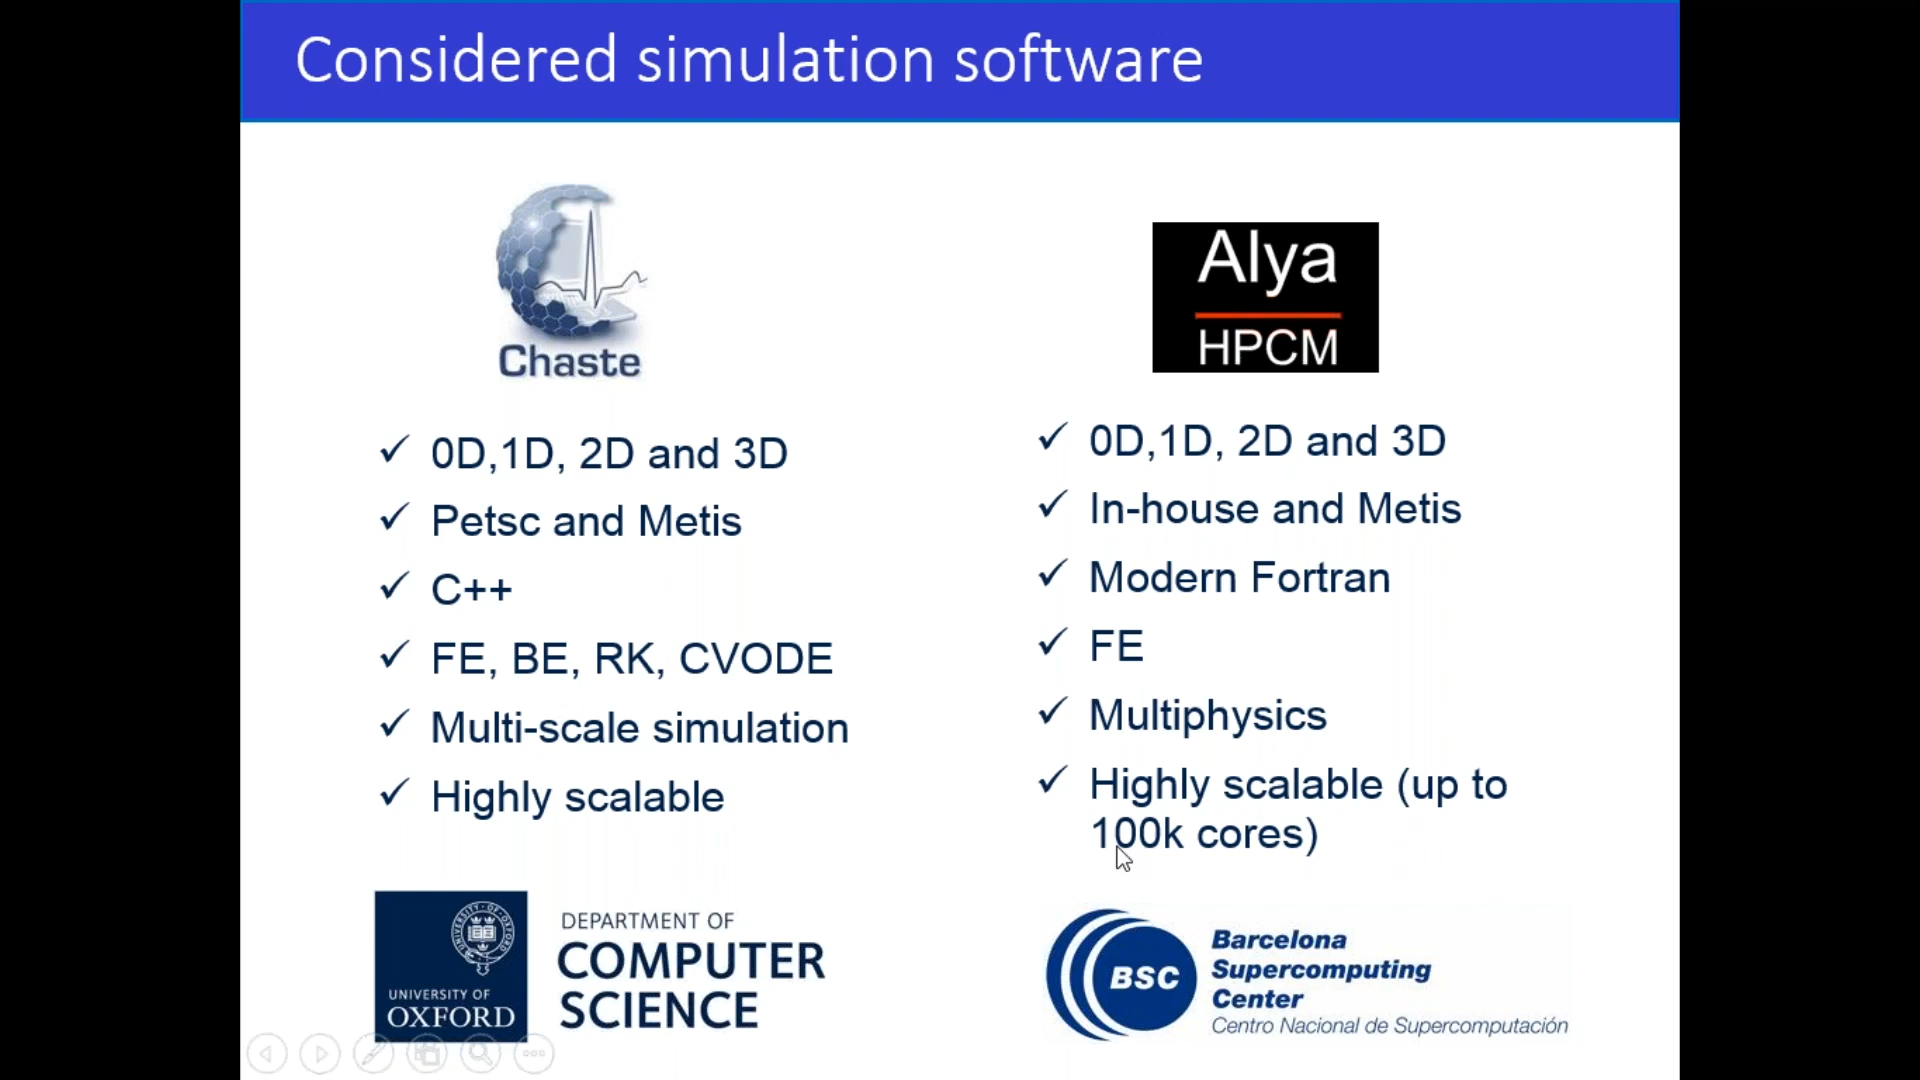 Considered simulation software
Chaste
0D,1D, 2D and 3D
Petsc and Metis
C++
FE, BE, RK, CVODE
Multi-scale simulation
Highly scalable
UNIVERSITY OF
OXFORD
DEPARTMENT OF
COMPUTER
SCIENCE
Alya
HPCM
0D,1D, 2D and 3D
In-house and Metis
Modern Fortran
FE
Multiphysics
Highly scalable (up to
100k cores)
BSC
Barcelona
Supercomputing
Center
Centro Nacional de Supercomputación